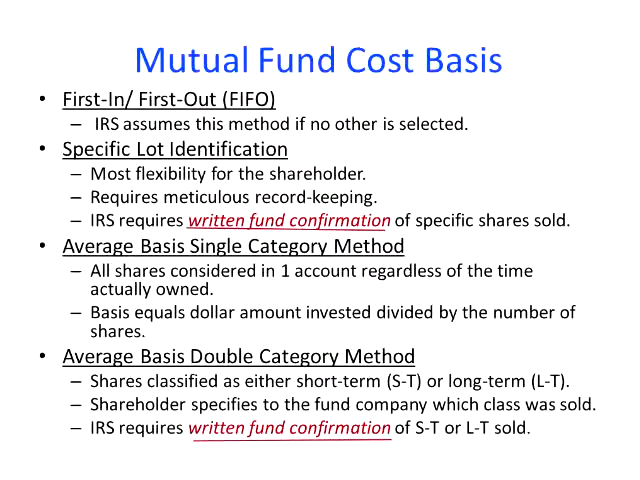 Mutual Fund Cost Basis
• First-In/ First-Out (FIFO)
– IRS assumes this method if no other is selected.
• Specific Lot Identification
– Most flexibility for the shareholder.
– Requires meticulous record-keeping.
– IRS requires written fund confirmation of specific shares sold.
• Average Basis Single Category Method
– All shares considered in 1 account regardless of the time
actually owned.
– Basis equals dollar amount invested divided by the number of
shares.
• Average Basis Double Category Method
– Shares classified as either short-term (S-T) or long-term (L-T).
– Shareholder specifies to the fund company which class was sold.
– IRS requires written fund confirmation of S-T or L-T sold.